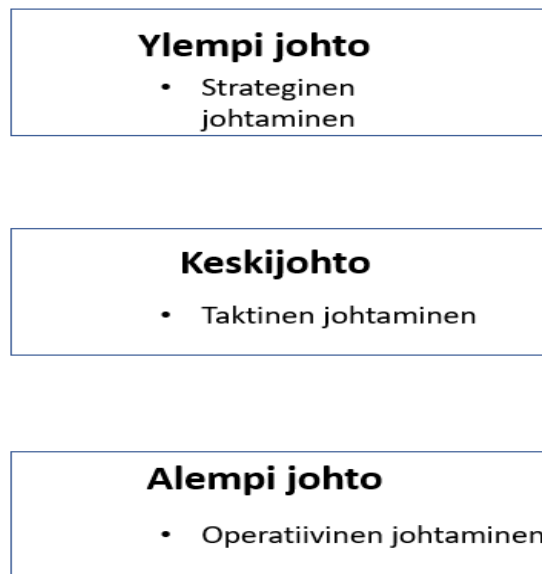 Ylempi johto
• Strateginen
johtaminen
Keskijohto
• Taktinen johtaminen
Alempi johto
• Operatiivinen johtaminen